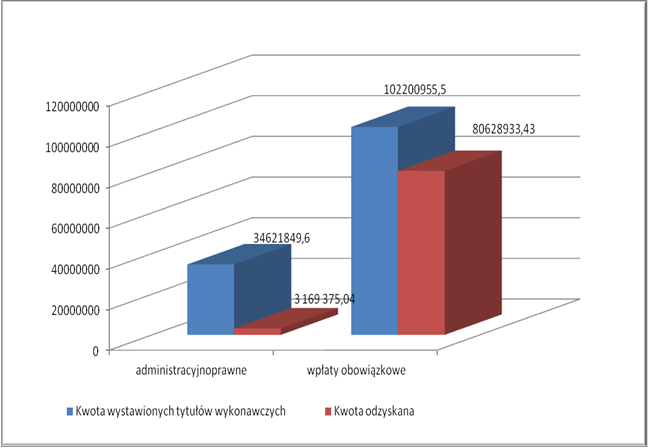 102200955,5
80628933,43
34621849,6
3 169 375,04
120000000
100000000
80000000
60000000
40000000
20000000
0
administracyjnoprawne
wpłaty obowiązkowe
Kwota wystawionych tytułów wykonawczych
Kwota odzyskana